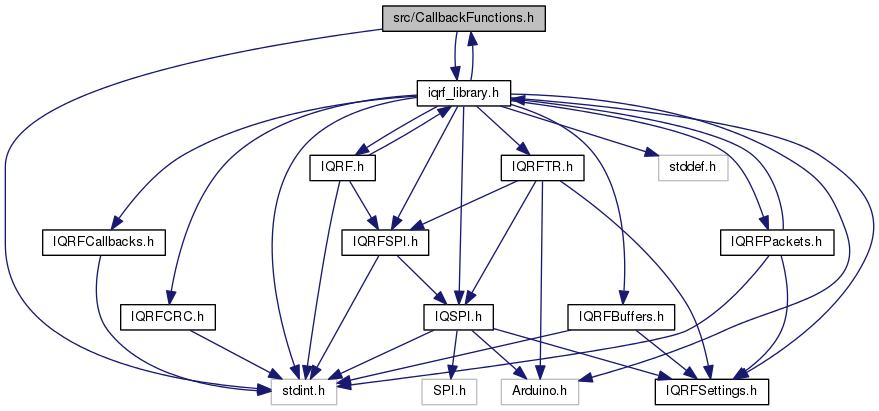 src/CallbackFunctions.h
iqrf_library.h
IQRF.h
IQRFTR.h
stddef.h
IQRFCallbacks.h
IQRFSPI.h
IQRFPackets.h
IQRFCRC.h
IQSPI.h
IQRFBuffers.h
stdint.h
SPI.h
Arduino.h
IQRFSettings.h